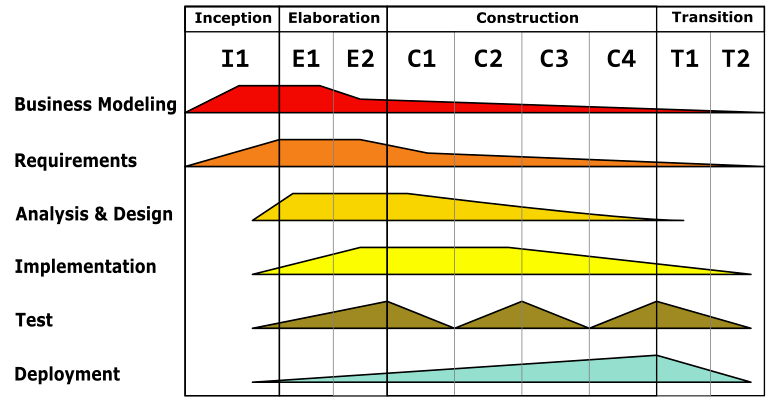 Inception Elaboration Construction Transition
I1 E1 E2 C1 C2 C3 C4 T1 T2
Business Modeling
Requirements
Analysis & Design
Implementation
Test
Deployment